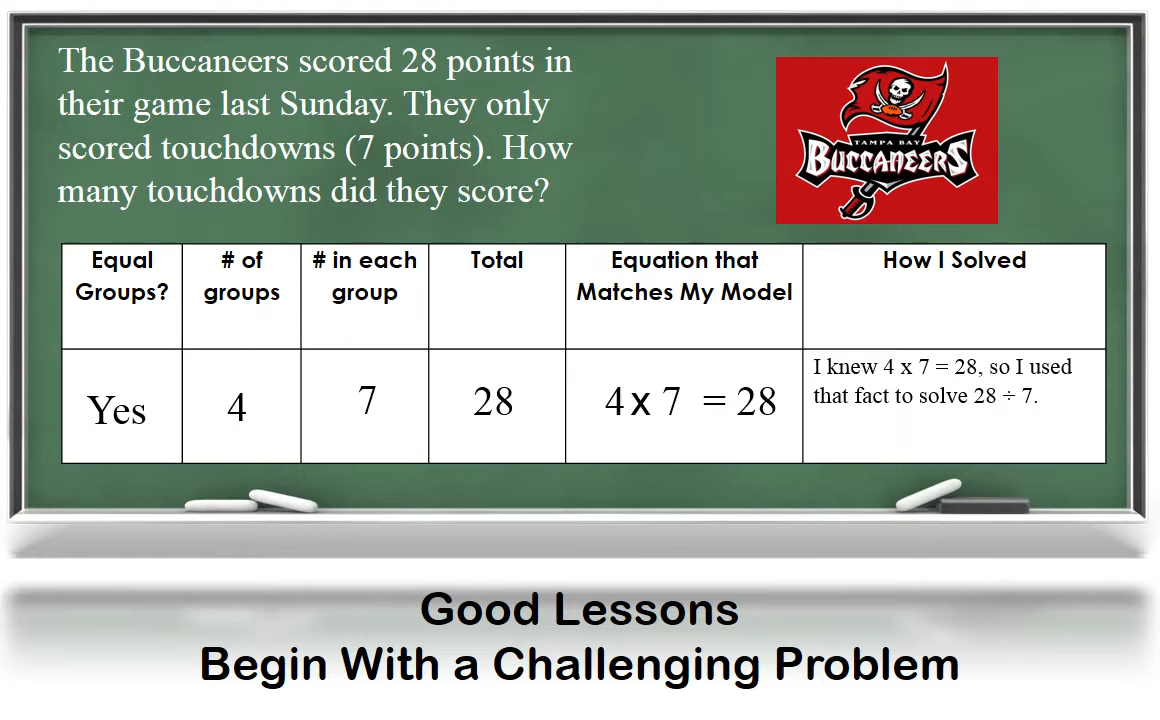 The Buccaneers scored 28 points in
their game last Sunday. They only
scored touchdowns (7 points). How
many touchdowns did they score?
TAMPA BAY
BUCCANEERS
Equal Groups?
# of groups
# in each group
Total
Equation that Matches My Model
How I Solved
Yes
4
7
28
4 x 7 = 28
I knew 4 x 7 = 28, so I used
that fact to solve 28 ÷ 7.
Good Lessons
Begin With a Challenging Problem